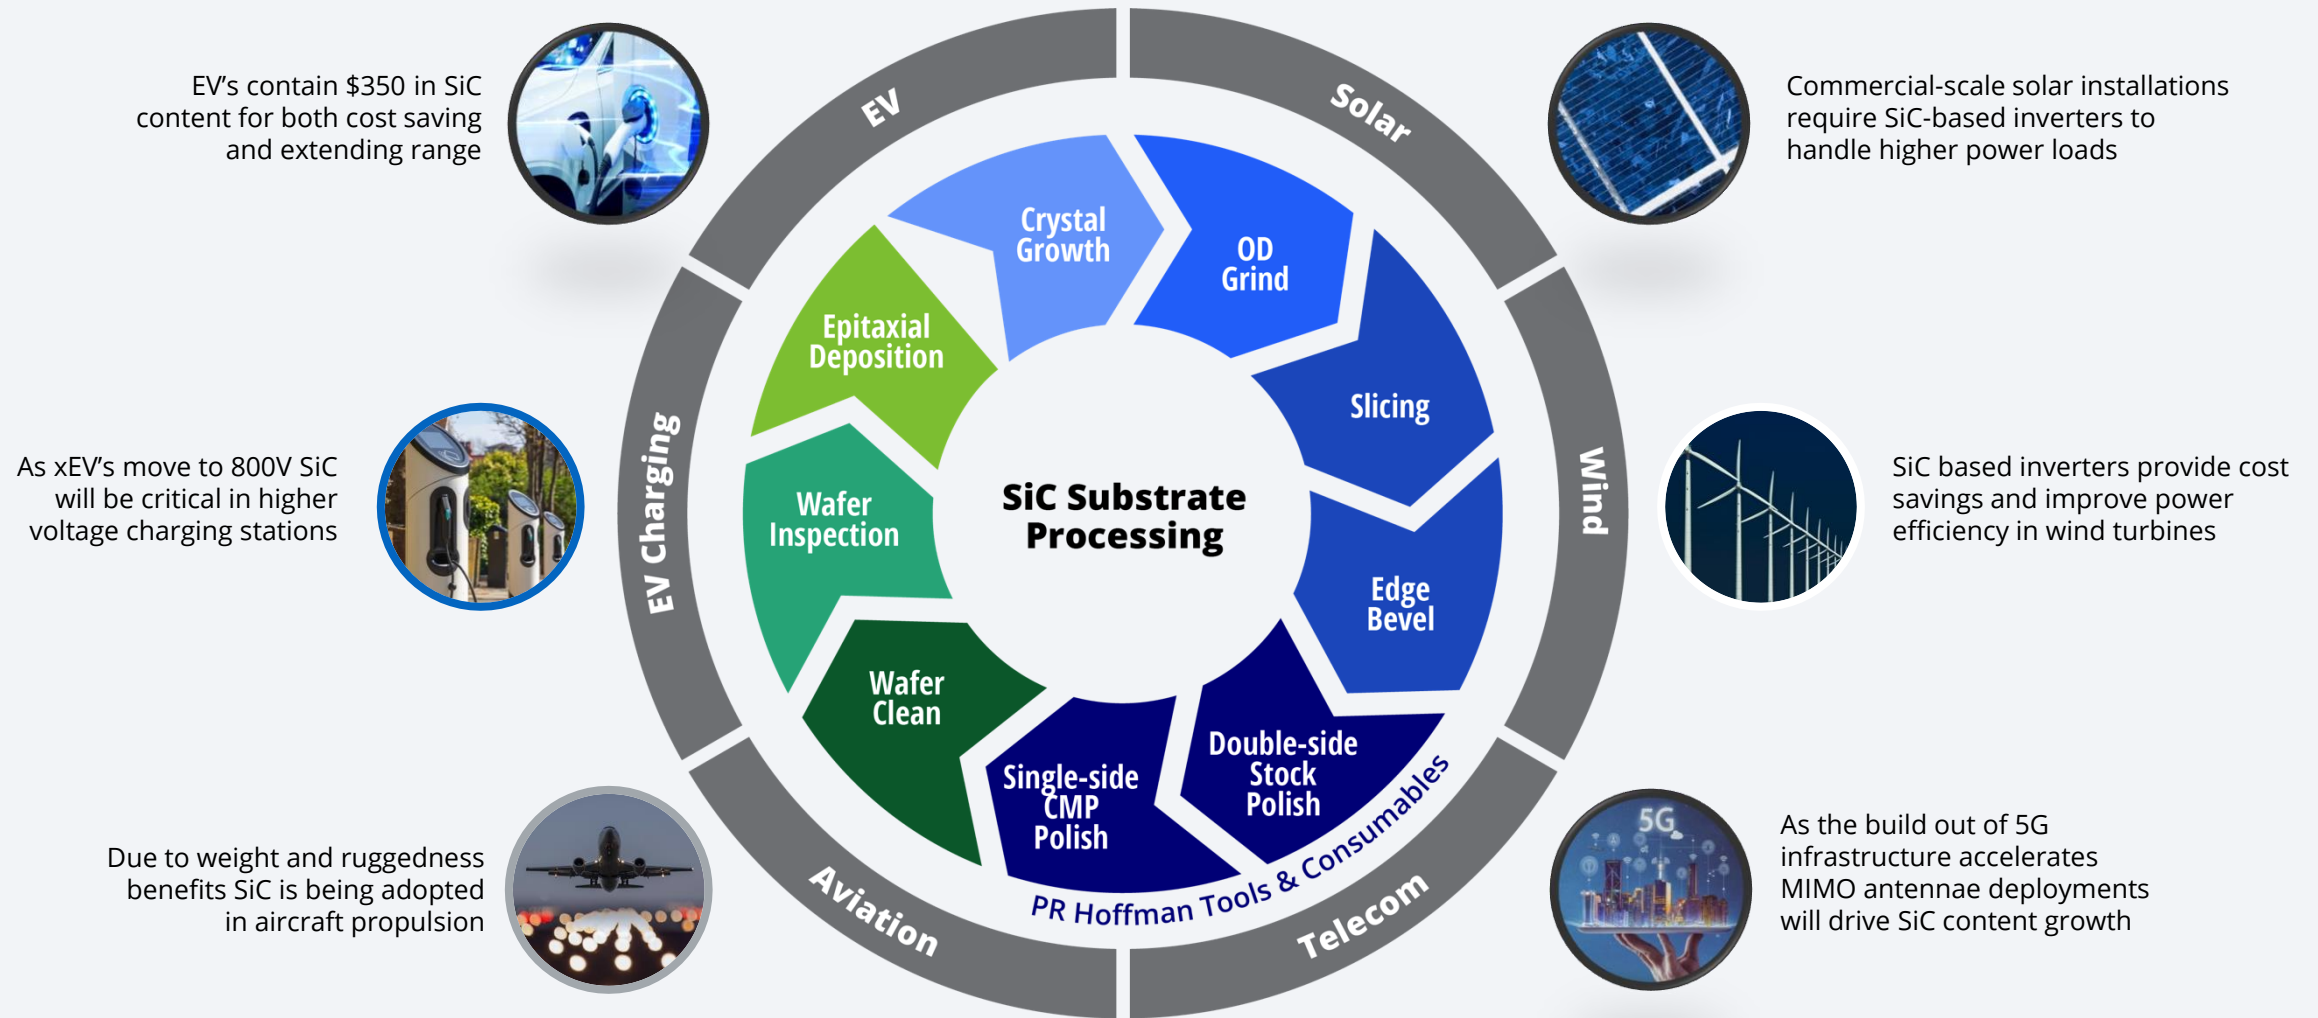 EV's contain $350 in SiC
content for both cost saving
and extending range
EV
Solar
Commercial-scale solar installations
require SiC-based inverters to
handle higher power loads
Crystal
Growth
OD
Grind
Epitaxial
Deposition
Slicing
As xEV's move to 800V SiC
will be critical in higher
voltage charging stations
EV Charging
Wafer
Inspection
SiC Substrate
Processing
Edge
Bevel
Wind
SiC based inverters provide cost
savings and improve power
efficiency in wind turbines
Wafer
Clean
Single-side
CMP
Polish
Double-side
Stock
Polish
PR Hoffman Tools & Consumables
Due to weight and ruggedness
benefits SiC is being adopted
in aircraft propulsion
Aviation
Telecom
5G
As the build out of 5G
infrastructure accelerates
MIMO antennae deployments
will drive SiC content growth